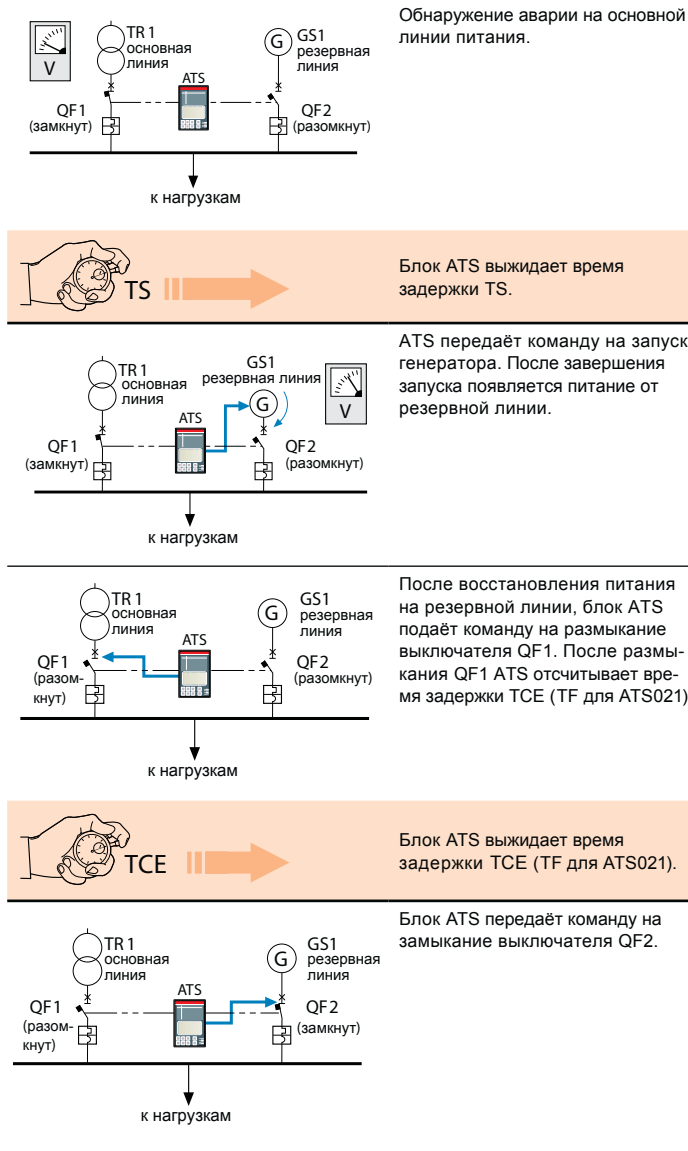 TR 1
основная
линия
GS1
резервная
линия
G
V
ATS
QF1
(замкнут)
QF2
(разомкнут)
к нагрузкам
Обнаружение аварии на основной
линии питания.
TS
Блок ATS выжидает время
задержки TS.
TR 1
основная
линия
GS1
резервная линия
G
V
ATS
QF1
(замкнут)
QF2
(разомкнут)
к нагрузкам
ATS передаёт команду на запуск
генератора. После завершения
запуска появляется питание от
резервной линии.
TR 1
основная
линия
GS1
резервная
линия
G
ATS
QF1
(разом-
кнут)
QF2
(разомкнут)
к нагрузкам
После восстановления питания
на резервной линии, блок ATS
подаёт команду на размыкание
выключателя QF1. После размы-
кания QF1 ATS отсчитывает вре-
мя задержки TCE (TF для ATS021)
TCE
Блок ATS выжидает время
задержки TCE (TF для ATS021).
TR 1
основная
линия
GS1
резервная
линия
G
ATS
QF1
(разом-
кнут)
QF2
(замкнут)
к нагрузкам
Блок ATS передаёт команду на
замыкание выключателя QF2.